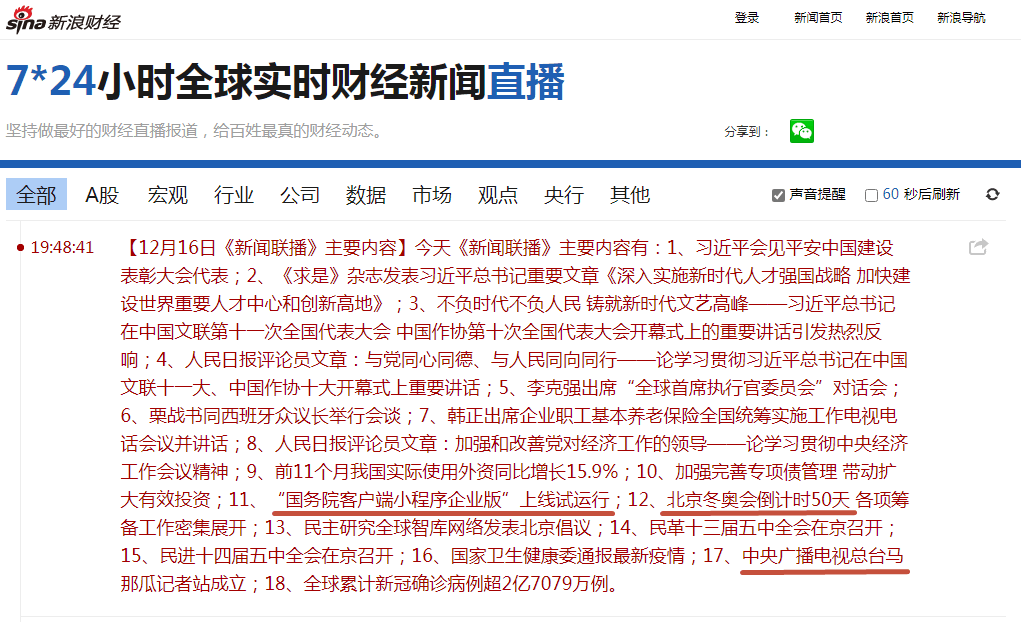 sina 新浪财经
登录 新闻首页 新浪首页 新浪导航
7*24小时全球实时财经新闻直播
坚持做最好的财经直播报道，给百姓最真的财经动态。
分享到：
全部 A股 宏观 行业 公司 数据 市场 观点 央行 其他 声音提醒 60 秒后刷新
19:48:41 【12月16日《新闻联播》主要内容】今天《新闻联播》主要内容有：1、习近平会见平安中国建设
表彰大会代表；2、《求是》杂志发表习近平总书记重要文章《深入实施新时代人才强国战略 加快建
设世界重要人才中心和创新高地》；3、不负时代不负人民 铸就新时代文艺高峰——习近平总书记
在中国文联第十一次全国代表大会 中国作协第十次全国代表大会开幕式上的重要讲话引发热烈反
响；4、人民日报评论员文章：与党同心同德、与人民同向同行——论学习贯彻习近平总书记在中国
文联十一大、中国作协十大开幕式上重要讲话；5、李克强出席“全球首席执行官委员会”对话会；
6、栗战书同西班牙众议长举行会谈；7、韩正出席企业职工基本养老保险全国统筹实施工作电视电
话会议并讲话；8、人民日报评论员文章：加强和改善党对经济工作的领导——论学习贯彻中央经济
工作会议精神；9、前11个月我国实际使用外资同比增长15.9%；10、加强完善专项债管理 带动扩
大有效投资；11、“国务院客户端小程序企业版”上线试运行；12、北京冬奥会倒计时50天 各项筹
备工作密集展开；13、民主研究全球智库网络发表北京倡议；14、民革十三届五中全会在京召开；
15、民进十四届五中全会在京召开；16、国家卫生健康委通报最新疫情；17、中央广播电视总台马
那瓜记者站成立；18、全球累计新冠确诊病例超2亿7079万例。